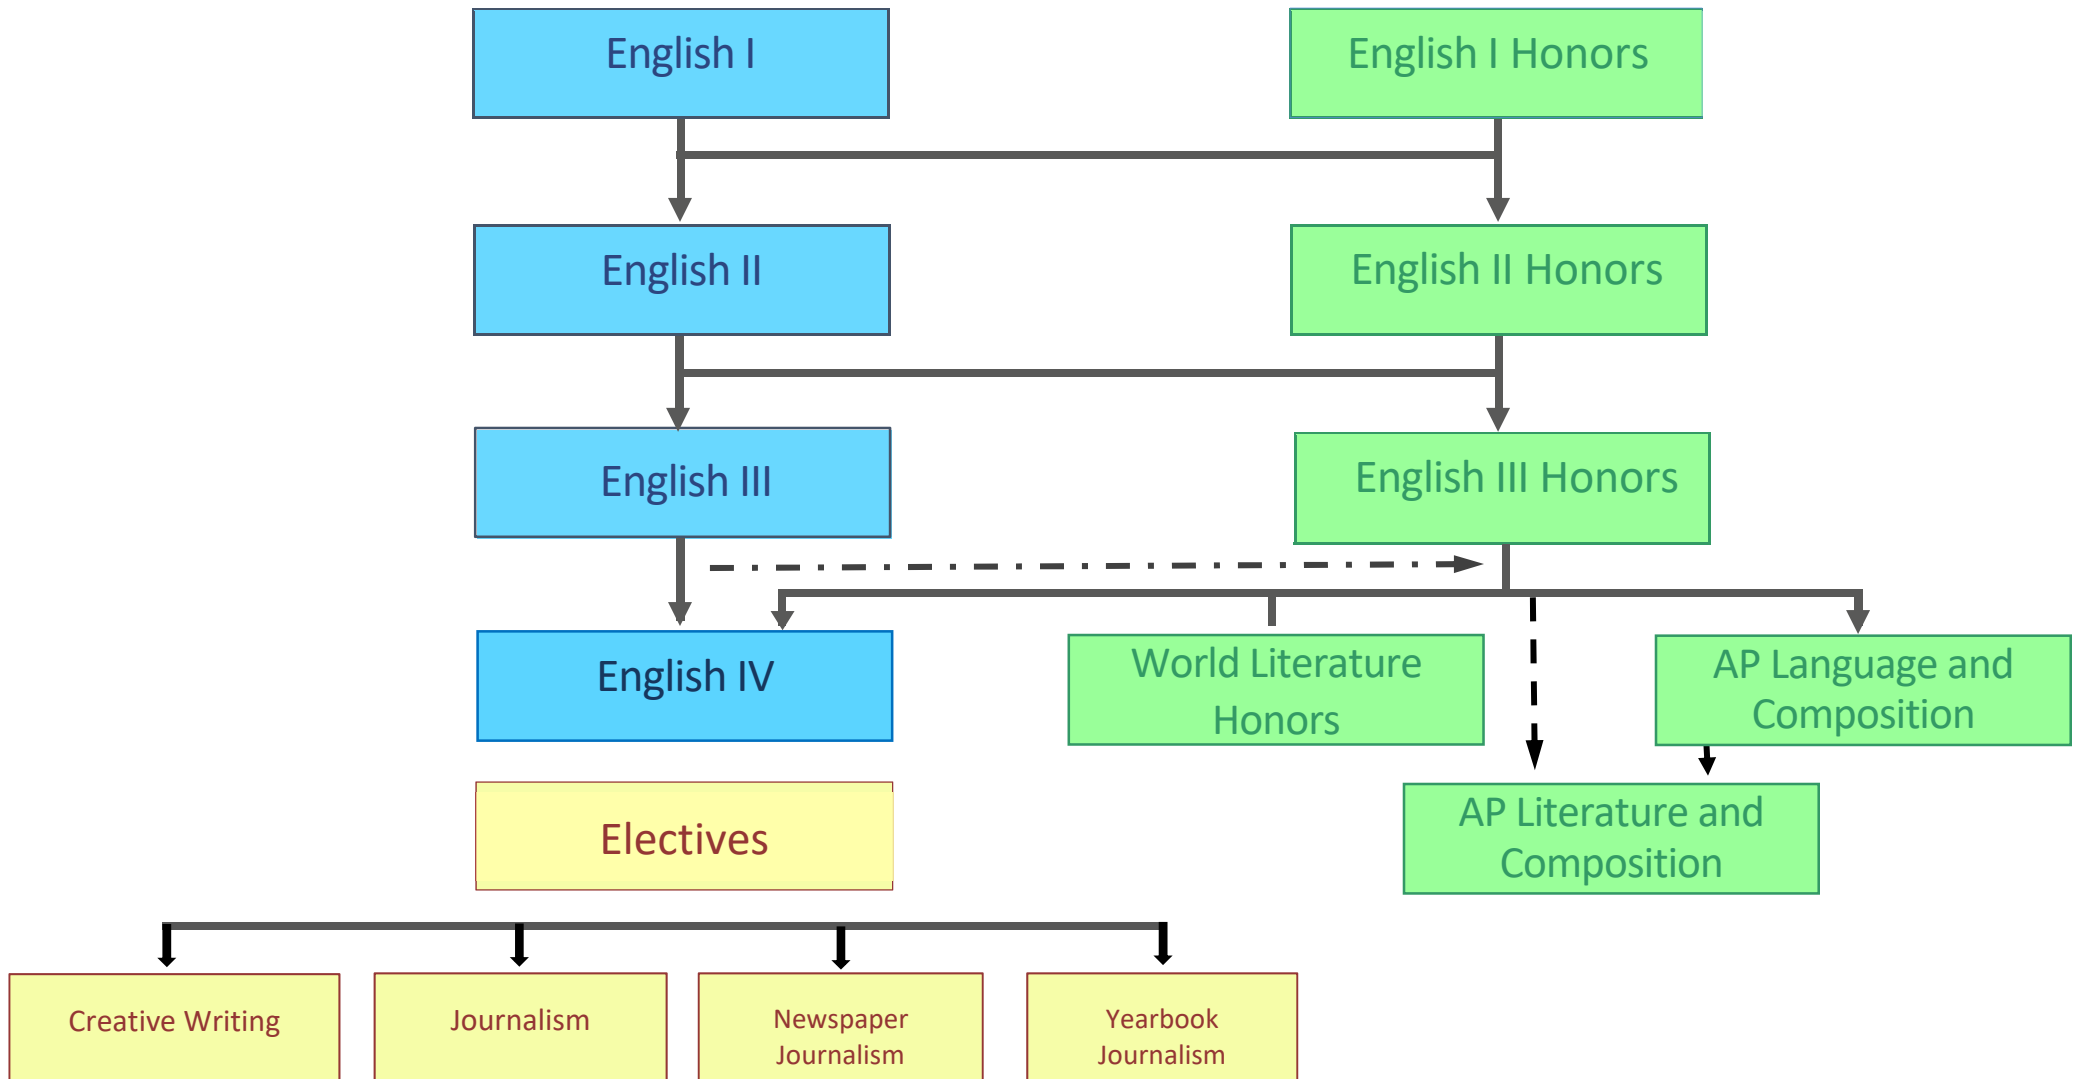 English I
English I Honors
English II
English II Honors
English III
English III Honors
English IV
World Literature
Honors
AP Language and
Composition
Electives
AP Literature and
Composition
Creative Writing
Journalism
Newspaper
Journalism
Yearbook
Journalism